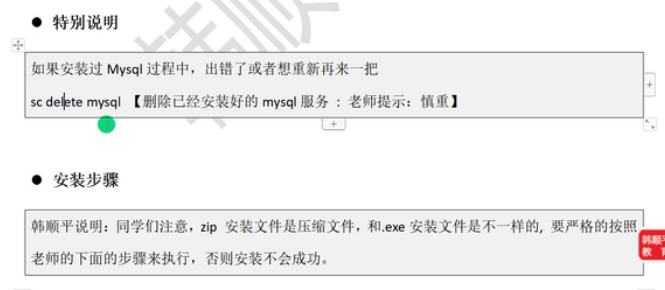 ● 特别说明
如果安装过 Mysql 过程中，出错了或者想重新再来一把
sc delete mysql 【删除已经安装好的 mysql 服务 ： 老师提示：慎重】
● 安装步骤
韩顺平说明：同学们注意，zip 安装文件是压缩文件，和.exe 安装文件是不一样的, 要严格的按照
老师的下面的步骤来执行，否则安装不会成功。
韩顺平
教 育